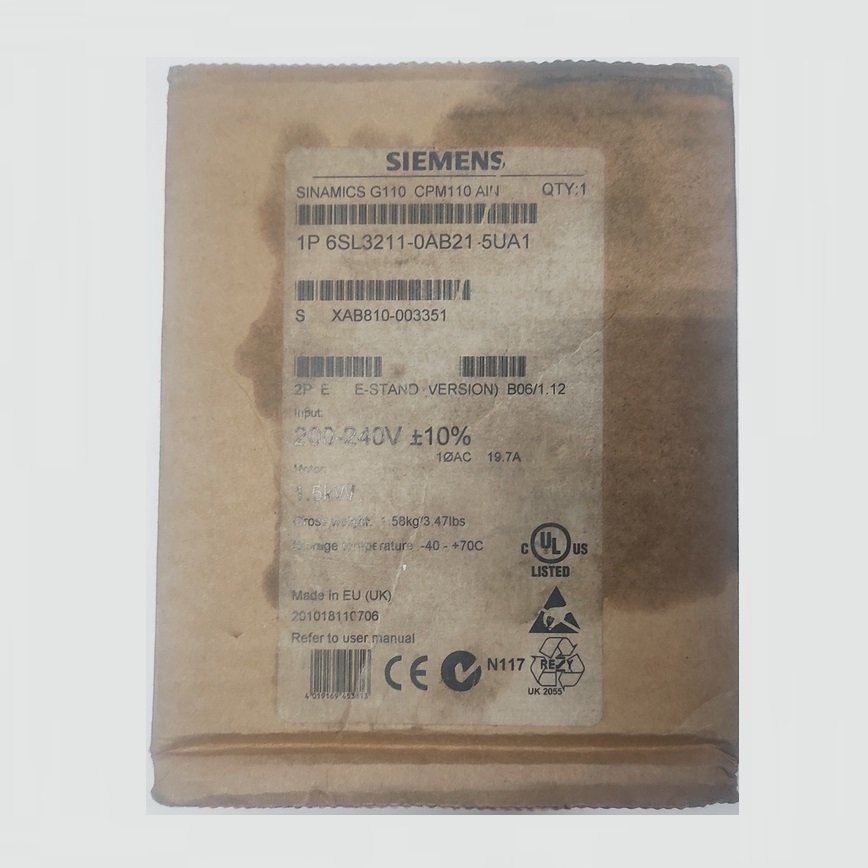 SIEMENS
SINAMICS G110 CPM110 AIN QTY:1
1P 6SL3211-0AB21-5UA1
S XAB810-003351
2P E E-STAND VERSION) B06/1.12
Input:
200-240V ±10%
1ØAC 19.7A
Motor:
1.5kW
Gross weight: 1.58kg/3.47lbs
Storage temperature -40 - +70C
C UL US
LISTED
Made in EU (UK)
201018110706
Refer to user manual
CE N117 RESY
UK 2055